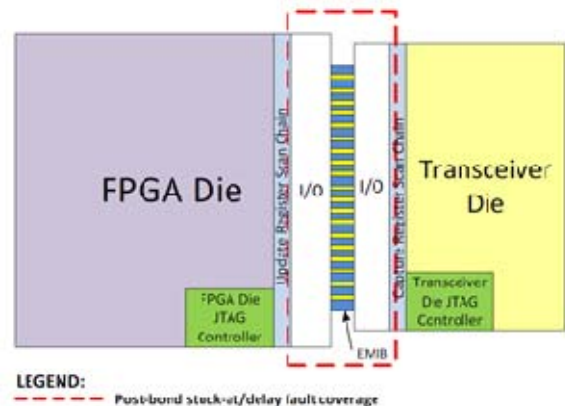 FPGA Die
Update Register Scan Chain
I/O
I/O
Capture Register Scan Chain
Transceiver
Die
FPGA Die
JTAG
Controller
Transceiver
Die JTAG
Controller
EMIB
LEGEND:
Post-bond stuck-at/delay fault coverage